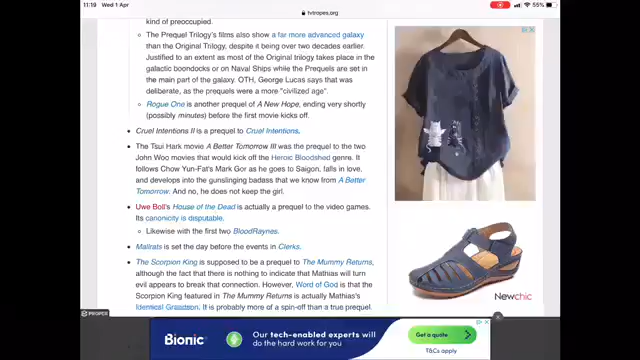 11:19 Wed 1 Apr
tvtropes.org
55%
kind of preoccupied.
The Prequel Trilogy's films also show a far more advanced galaxy
than the Original Trilogy, despite it being over two decades earlier.
Justified to an extent as most of the Original trilogy takes place in the
galactic boondocks or on Naval Ships while the Prequels are set in
the main part of the galaxy. OTH, George Lucas says that was
deliberate, as the prequels were a more "civilized age".
Rogue One is another prequel of A New Hope, ending very shortly
(possibly minutes) before the first movie kicks off.
Cruel Intentions II is a prequel to Cruel Intentions.
The Tsui Hark movie A Better Tomorrow III was the prequel to the two
John Woo movies that would kick off the Heroic Bloodshed genre. It
follows Chow Yun-Fat's Mark Gor as he goes to Saigon, falls in love,
and develops into the gunslinging badass that we know from A Better
Tomorrow. And no, he does not keep the girl.
Uwe Boll's House of the Dead is actually a prequel to the video games.
Its canonicity is disputable.
Likewise with the first two BloodRaynes.
Mallrats is set the day before the events in Clerks.
The Scorpion King is supposed to be a prequel to The Mummy Returns,
although the fact that there is nothing to indicate that Mathias will turn
evil appears to break that connection. However, Word of God is that the
Scorpion King featured in The Mummy Returns is actually Mathias's
Identical Grandson. It is probably more of a spin-off than a true prequel.
Newchic
Bionic
Our tech-enabled experts will
do the hard work for you
Get a quote
T&Cs apply